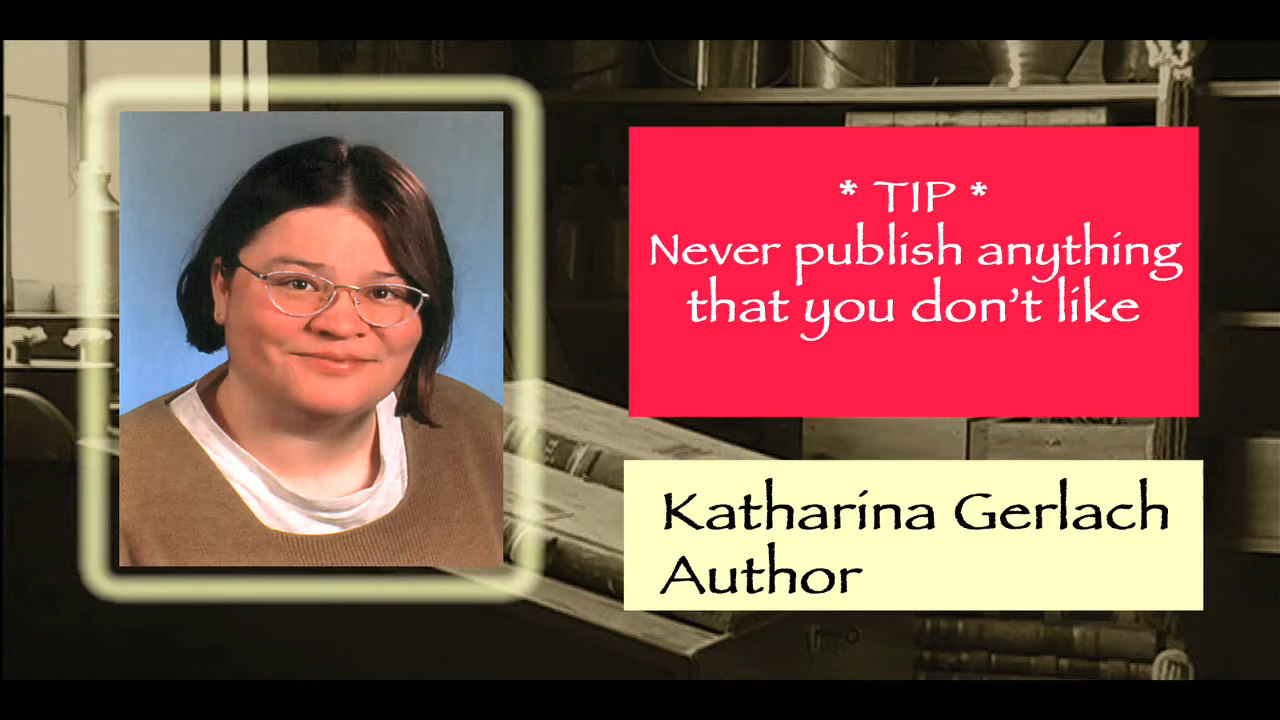 * TIP *
Never publish anything
that you don't like
Katharina Gerlach
Author